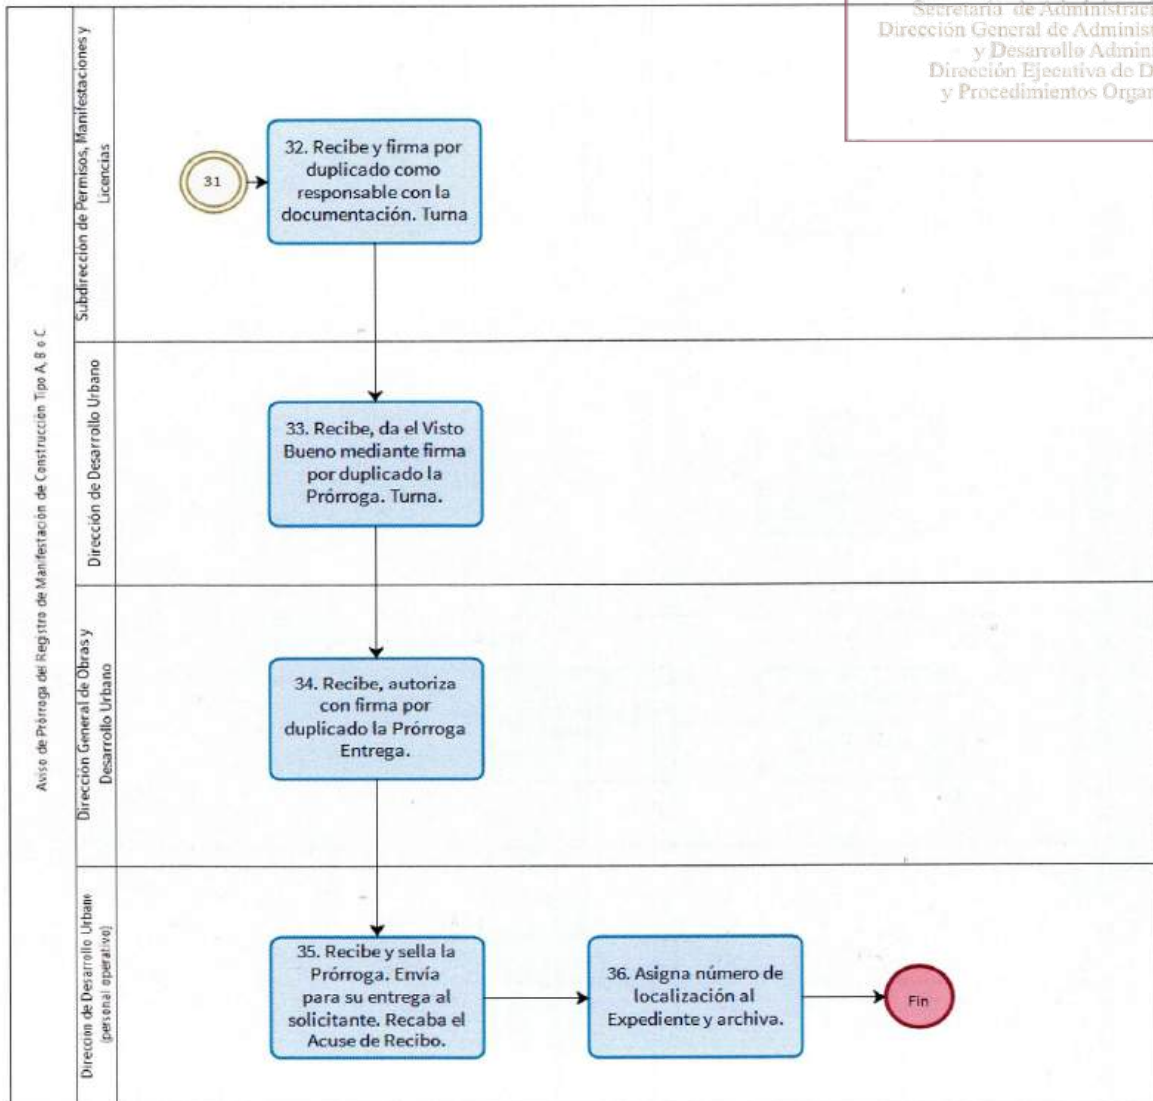 Secretaría de Administrac
Dirección General de Administ
y Desarrollo Admini
Dirección Ejecutiva de D
y Procedimientos Organ
Aviso de Prórroga del Registro de Manifestación de Construcción Tipo A, B o C
Subdirección de Permisos, Manifestaciones y
Licencias
31
32. Recibe y firma por
duplicado como
responsable con la
documentación. Turna
Dirección de Desarrollo Urbano
33. Recibe, da el Visto
Bueno mediante firma
por duplicado la
Prórroga. Turna.
Dirección General de Obras y
Desarrollo Urbano
34. Recibe, autoriza
con firma por
duplicado la Prórroga
Entrega.
Dirección de Desarrollo Urbano
(personal operativo)
35. Recibe y sella la
Prórroga. Envía
para su entrega al
solicitante. Recaba el
Acuse de Recibo.
36. Asigna número de
localización al
Expediente y archiva.
Fin